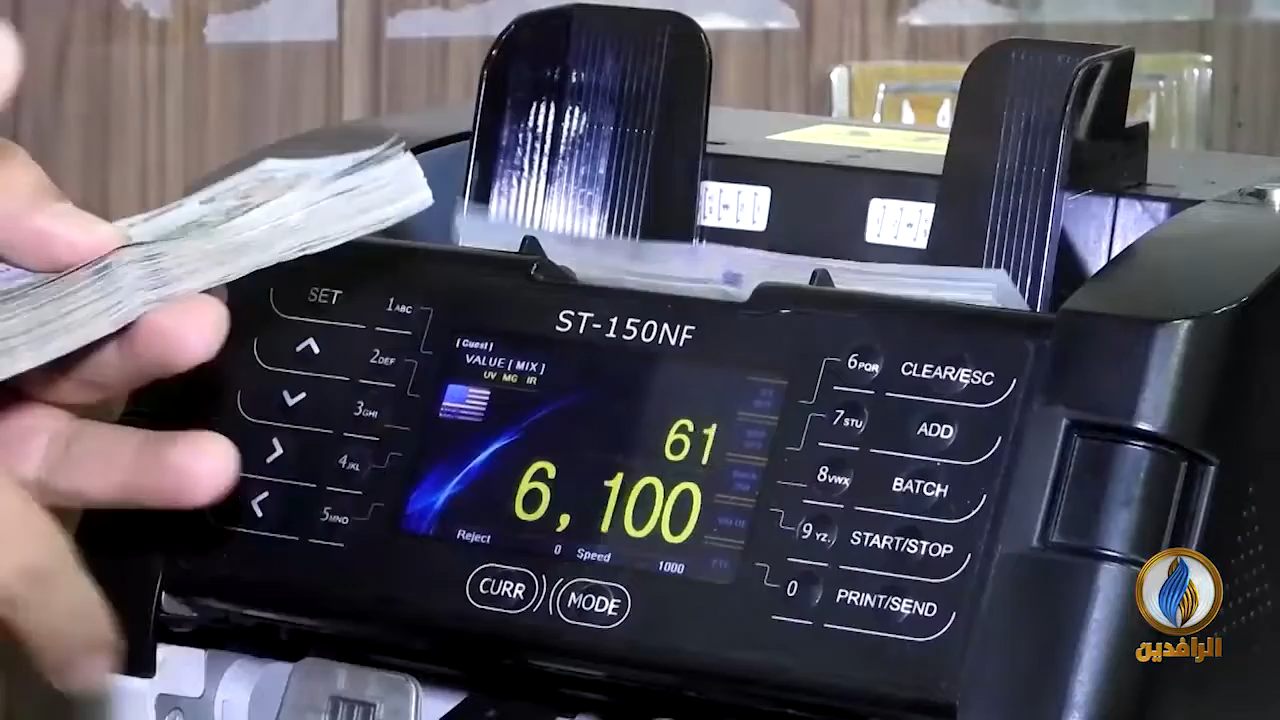 ST-150NF
SET
1ABC
2DEF
3GHI
4JKL
5MNO
[ Guest ]
VALUE [ MIX ]
UV MG IR
61
6,100
Reject 0 Speed 1000
CURR
MODE
6PQR
CLEAR/ESC
7STU
ADD
8VWX
BATCH
9YZ.
START/STOP
0
PRINT/SEND
الرافدين